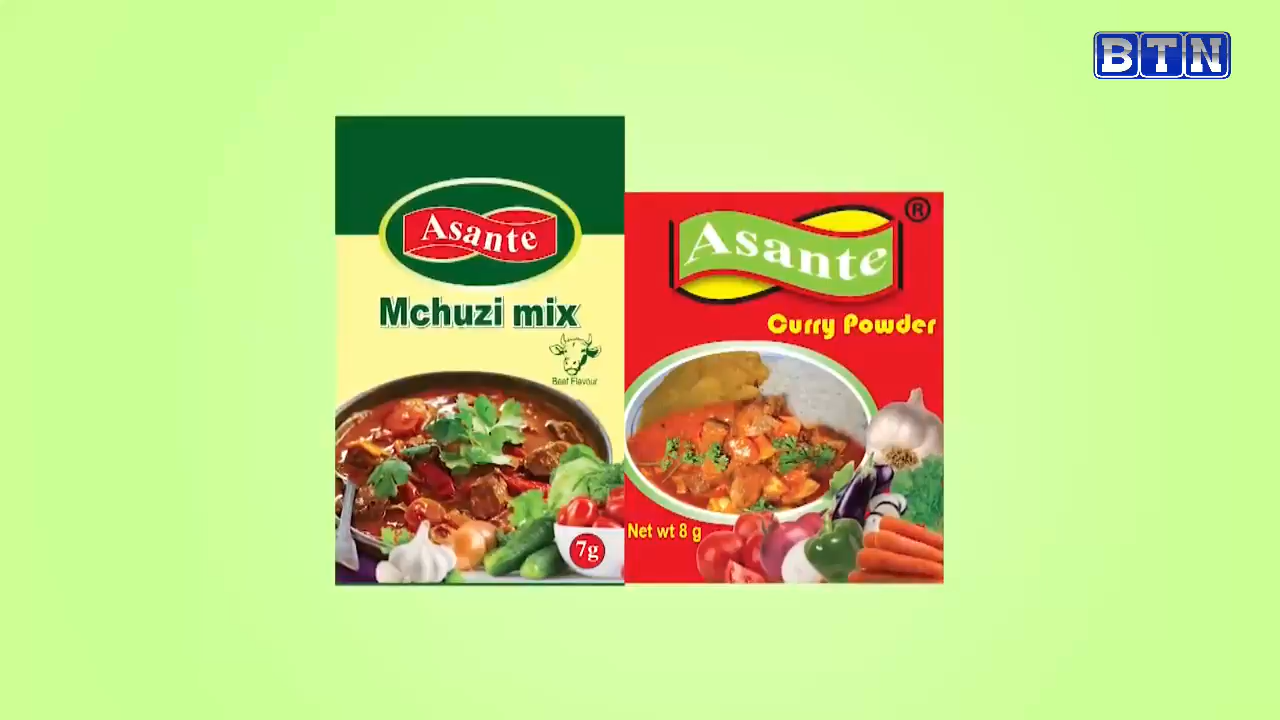 BTN
Asante
Mchuzi mix
Beef Flavour
7g
Asante
®
Curry Powder
Net wt 8 g